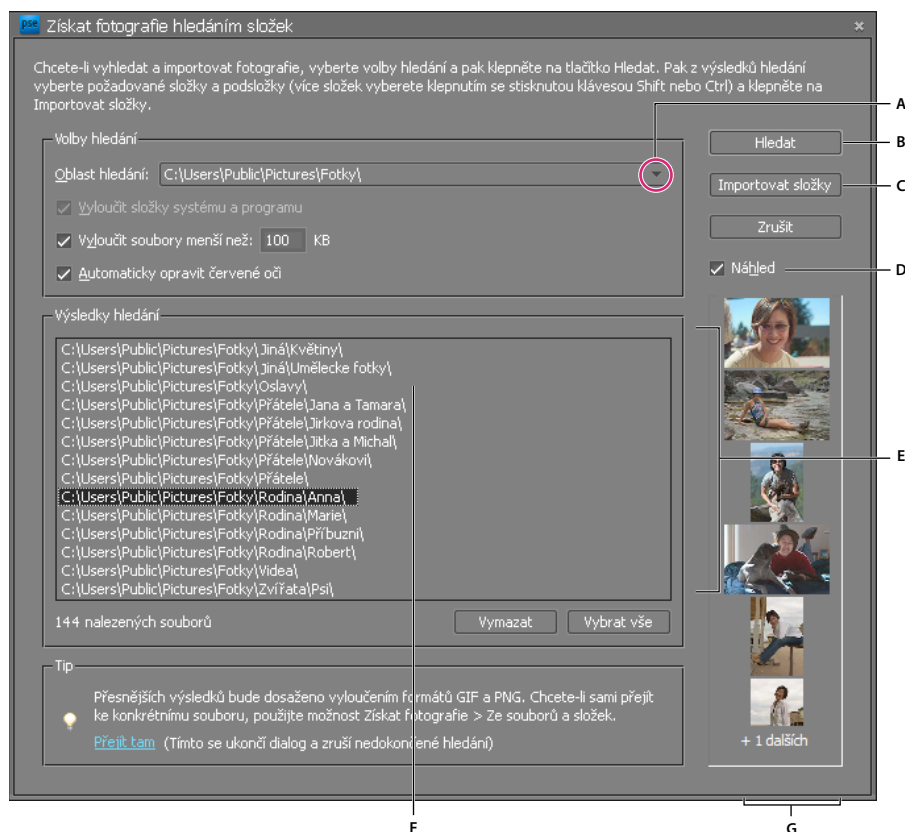 pse Získat fotografie hledáním složek
Chcete-li vyhledat a importovat fotografie, vyberte volby hledání a pak klepněte na tlačítko Hledat. Pak z výsledků hledání
vyberte požadované složky a podsložky (více složek vyberete klepnutím se stisknutou klávesou Shift nebo Ctrl) a klepněte na
Importovat složky.
A
Volby hledání
Oblast hledání: C:\Users\Public\Pictures\Fotky\
Vyloučit složky systému a programu
Vyloučit soubory menší než: 100 KB
Automaticky opravit červené oči
Hledat
B
Importovat složky
C
Zrušit
Náhled
D
Výsledky hledání
C:\Users\Public\Pictures\Fotky\Jiná\Květiny\
C:\Users\Public\Pictures\Fotky\Jiná\Umělecke fotky\
C:\Users\Public\Pictures\Fotky\Oslavy\
C:\Users\Public\Pictures\Fotky\Přátele\Jana a Tamara\
C:\Users\Public\Pictures\Fotky\Přátele\Jirkova rodina\
C:\Users\Public\Pictures\Fotky\Přátele\Jitka a Michal\
C:\Users\Public\Pictures\Fotky\Přátele\Novákovi\
C:\Users\Public\Pictures\Fotky\Přátele\
C:\Users\Public\Pictures\Fotky\Rodina\Anna\
C:\Users\Public\Pictures\Fotky\Rodina\Marie\
C:\Users\Public\Pictures\Fotky\Rodina\Příbuzni\
C:\Users\Public\Pictures\Fotky\Rodina\Robert\
C:\Users\Public\Pictures\Fotky\Videa\
C:\Users\Public\Pictures\Fotky\Zvířata\Psi\
E
144 nalezených souborů
Vymazat
Vybrat vše
Tip
Přesnějších výsledků bude dosaženo vyloučením formátů GIF a PNG. Chcete-li sami přejít
ke konkrétnímu souboru, použijte možnost Získat fotografie > Ze souborů a složek.
Přejít tam (Tímto se ukončí dialog a zruší nedokončené hledání)
+ 1 dalších
F
G